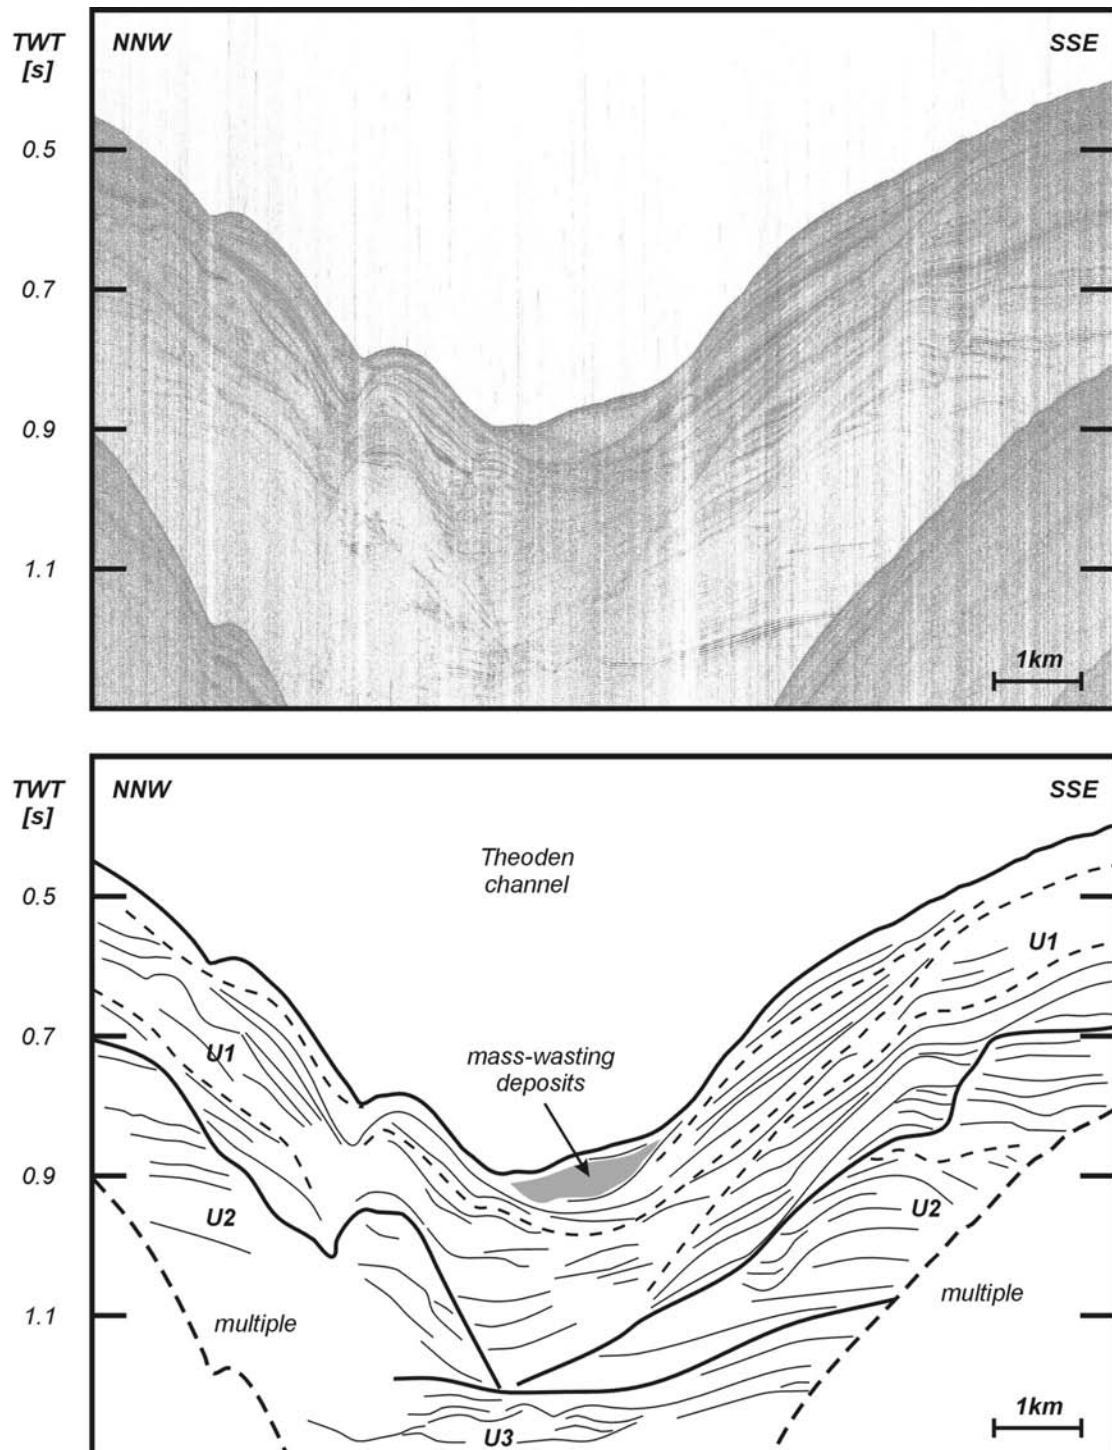 TWT
[s]
NNW
SSE
0.5
0.7
0.9
1.1
1km
TWT
[s]
NNW
SSE
Theoden
channel
0.5
U1
0.7
U1
mass-wasting
deposits
0.9
U2
U2
multiple
1.1
multiple
1km
U3